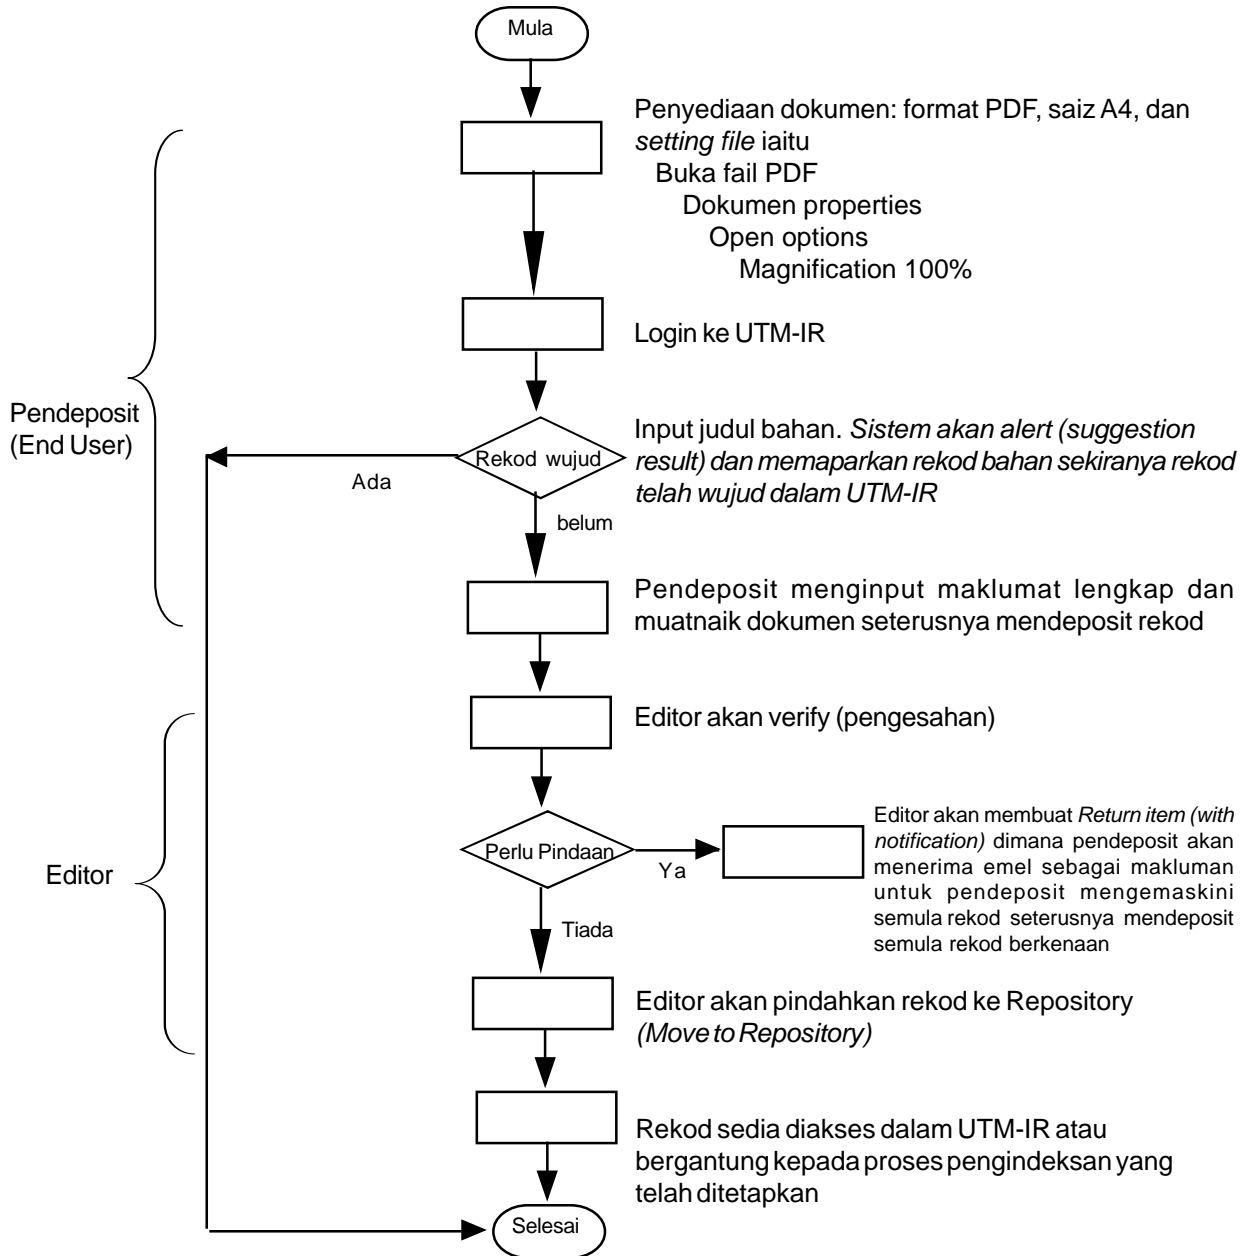 Mula
Penyediaan dokumen: format PDF, saiz A4, dan
setting file iaitu
Buka fail PDF
Dokumen properties
Open options
Magnification 100%
Login ke UTM-IR
Pendeposit
(End User)
Rekod wujud
Input judul bahan. Sistem akan alert (suggestion
result) dan memaparkan rekod bahan sekiranya rekod
telah wujud dalam UTM-IR
Ada
belum
Pendeposit menginput maklumat lengkap dan
muatnaik dokumen seterusnya mendeposit rekod
Editor akan verify (pengesahan)
Editor
Perlu Pindaan
Ya
Editor akan membuat Return item (with
notification) dimana pendeposit akan
menerima emel sebagai makluman
untuk pendeposit mengemaskini
semula rekod seterusnya mendeposit
semula rekod berkenaan
Tiada
Editor akan pindahkan rekod ke Repository
(Move to Repository)
Rekod sedia diakses dalam UTM-IR atau
bergantung kepada proses pengindeksan yang
telah ditetapkan
Selesai